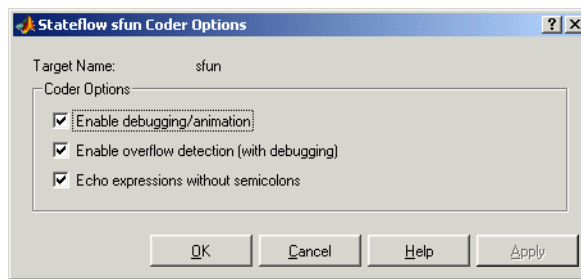 Stateflow sfun Coder Options
Target Name: sfun
Coder Options
Enable debugging/animation
Enable overflow detection (with debugging)
Echo expressions without semicolons
OK Cancel Help Apply